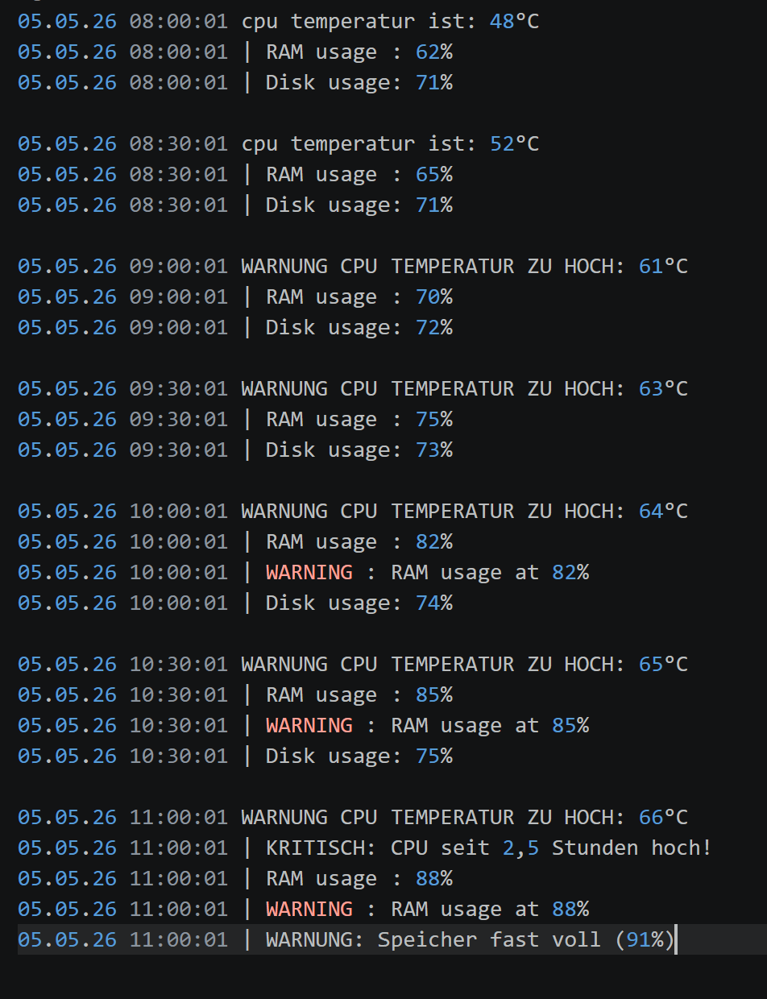 05.05.26 08:00:01 cpu temperatur ist: 48°C
05.05.26 08:00:01 | RAM usage : 62%
05.05.26 08:00:01 | Disk usage: 71%
05.05.26 08:30:01 cpu temperatur ist: 52°C
05.05.26 08:30:01 | RAM usage : 65%
05.05.26 08:30:01 | Disk usage: 71%
05.05.26 09:00:01 WARNUNG CPU TEMPERATUR ZU HOCH: 61°C
05.05.26 09:00:01 | RAM usage : 70%
05.05.26 09:00:01 | Disk usage: 72%
05.05.26 09:30:01 WARNUNG CPU TEMPERATUR ZU HOCH: 63°C
05.05.26 09:30:01 | RAM usage : 75%
05.05.26 09:30:01 | Disk usage: 73%
05.05.26 10:00:01 WARNUNG CPU TEMPERATUR ZU HOCH: 64°C
05.05.26 10:00:01 | RAM usage : 82%
05.05.26 10:00:01 | WARNING : RAM usage at 82%
05.05.26 10:00:01 | Disk usage: 74%
05.05.26 10:30:01 WARNUNG CPU TEMPERATUR ZU HOCH: 65°C
05.05.26 10:30:01 | RAM usage : 85%
05.05.26 10:30:01 | WARNING : RAM usage at 85%
05.05.26 10:30:01 | Disk usage: 75%
05.05.26 11:00:01 WARNUNG CPU TEMPERATUR ZU HOCH: 66°C
05.05.26 11:00:01 | KRITISCH: CPU seit 2,5 Stunden hoch!
05.05.26 11:00:01 | RAM usage : 88%
05.05.26 11:00:01 | WARNING : RAM usage at 88%
05.05.26 11:00:01 | WARNUNG: Speicher fast voll (91%)